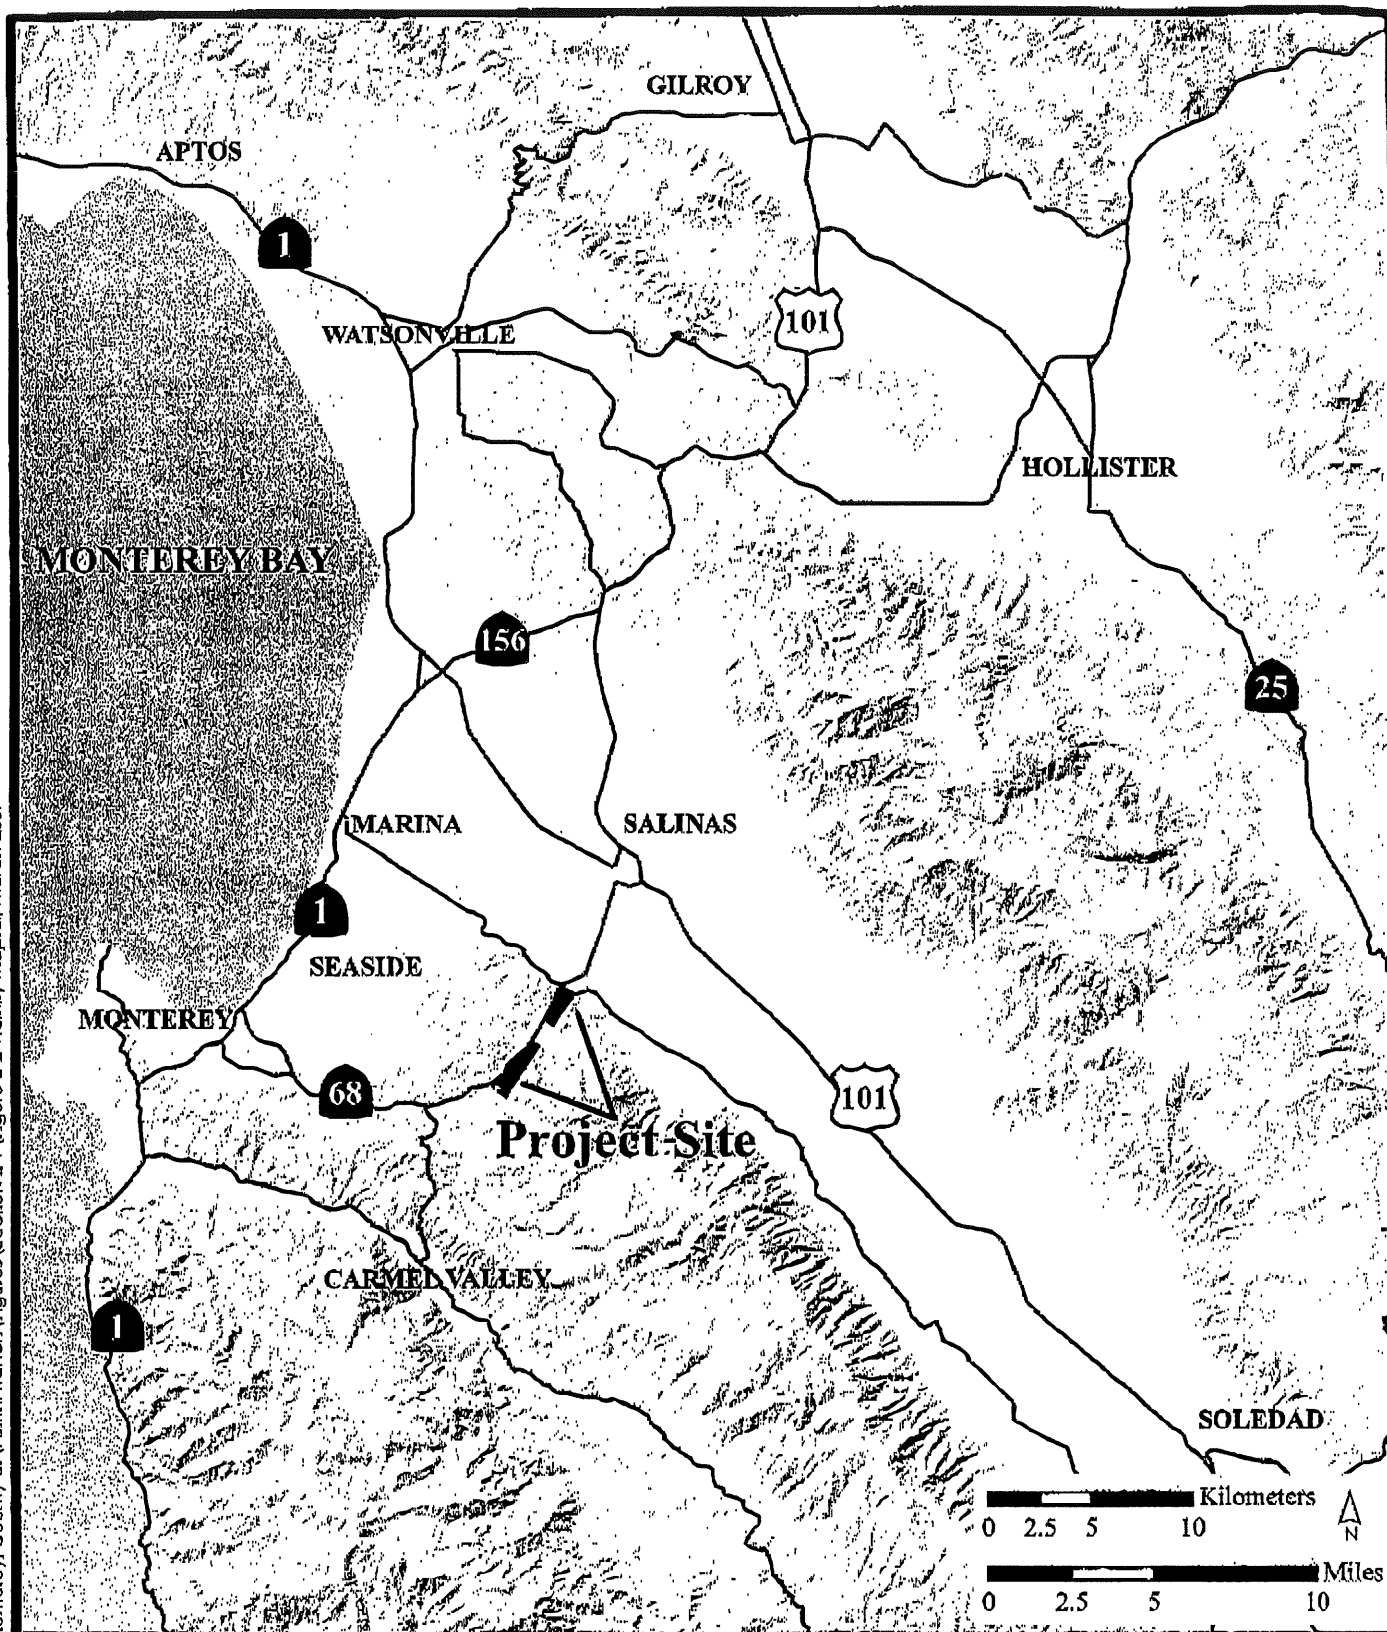 GILROY
APTOS
1
101
WATSONVILLE
HOLLISTER
MONTEREY BAY
156
25
MARINA
SALINAS
1
SEASIDE
MONTEREY
68
101
Project Site
CARMEL VALLEY
1
SOLEDAD
Kilometers
0 2.5 5 10
N
Miles
0 2.5 5 10